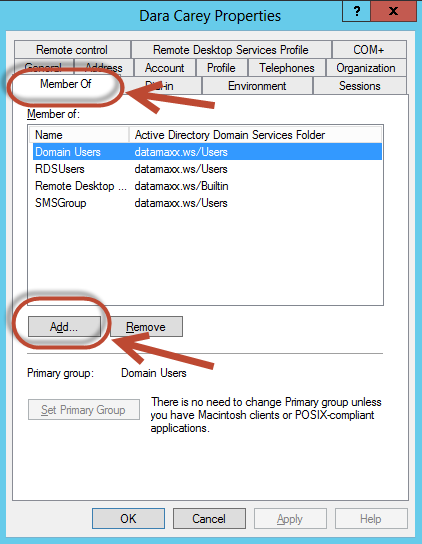 Dara Carey Properties
? x
Remote control Remote Desktop Services Profile COM+
General Address Account Profile Telephones Organization
Member Of Dial-in Environment Sessions
Member of:
Name Active Directory Domain Services Folder
Domain Users datamaxx.ws/Users
RDSUsers datamaxx.ws/Users
Remote Desktop ... datamaxx.ws/Builtin
SMSGroup datamaxx.ws/Users
Add... Remove
Primary group: Domain Users
Set Primary Group
There is no need to change Primary group unless
you have Macintosh clients or POSIX-compliant
applications.
OK Cancel Apply Help